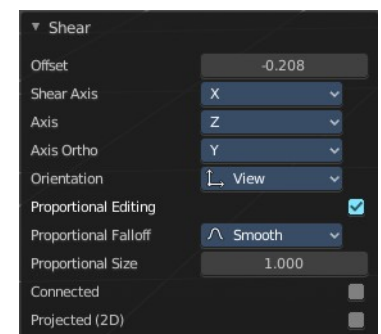 Shear
Offset -0.208
Shear Axis X
Axis Z
Axis Ortho Y
Orientation View
Proportional Editing
Proportional Falloff Smooth
Proportional Size 1.000
Connected
Projected (2D)